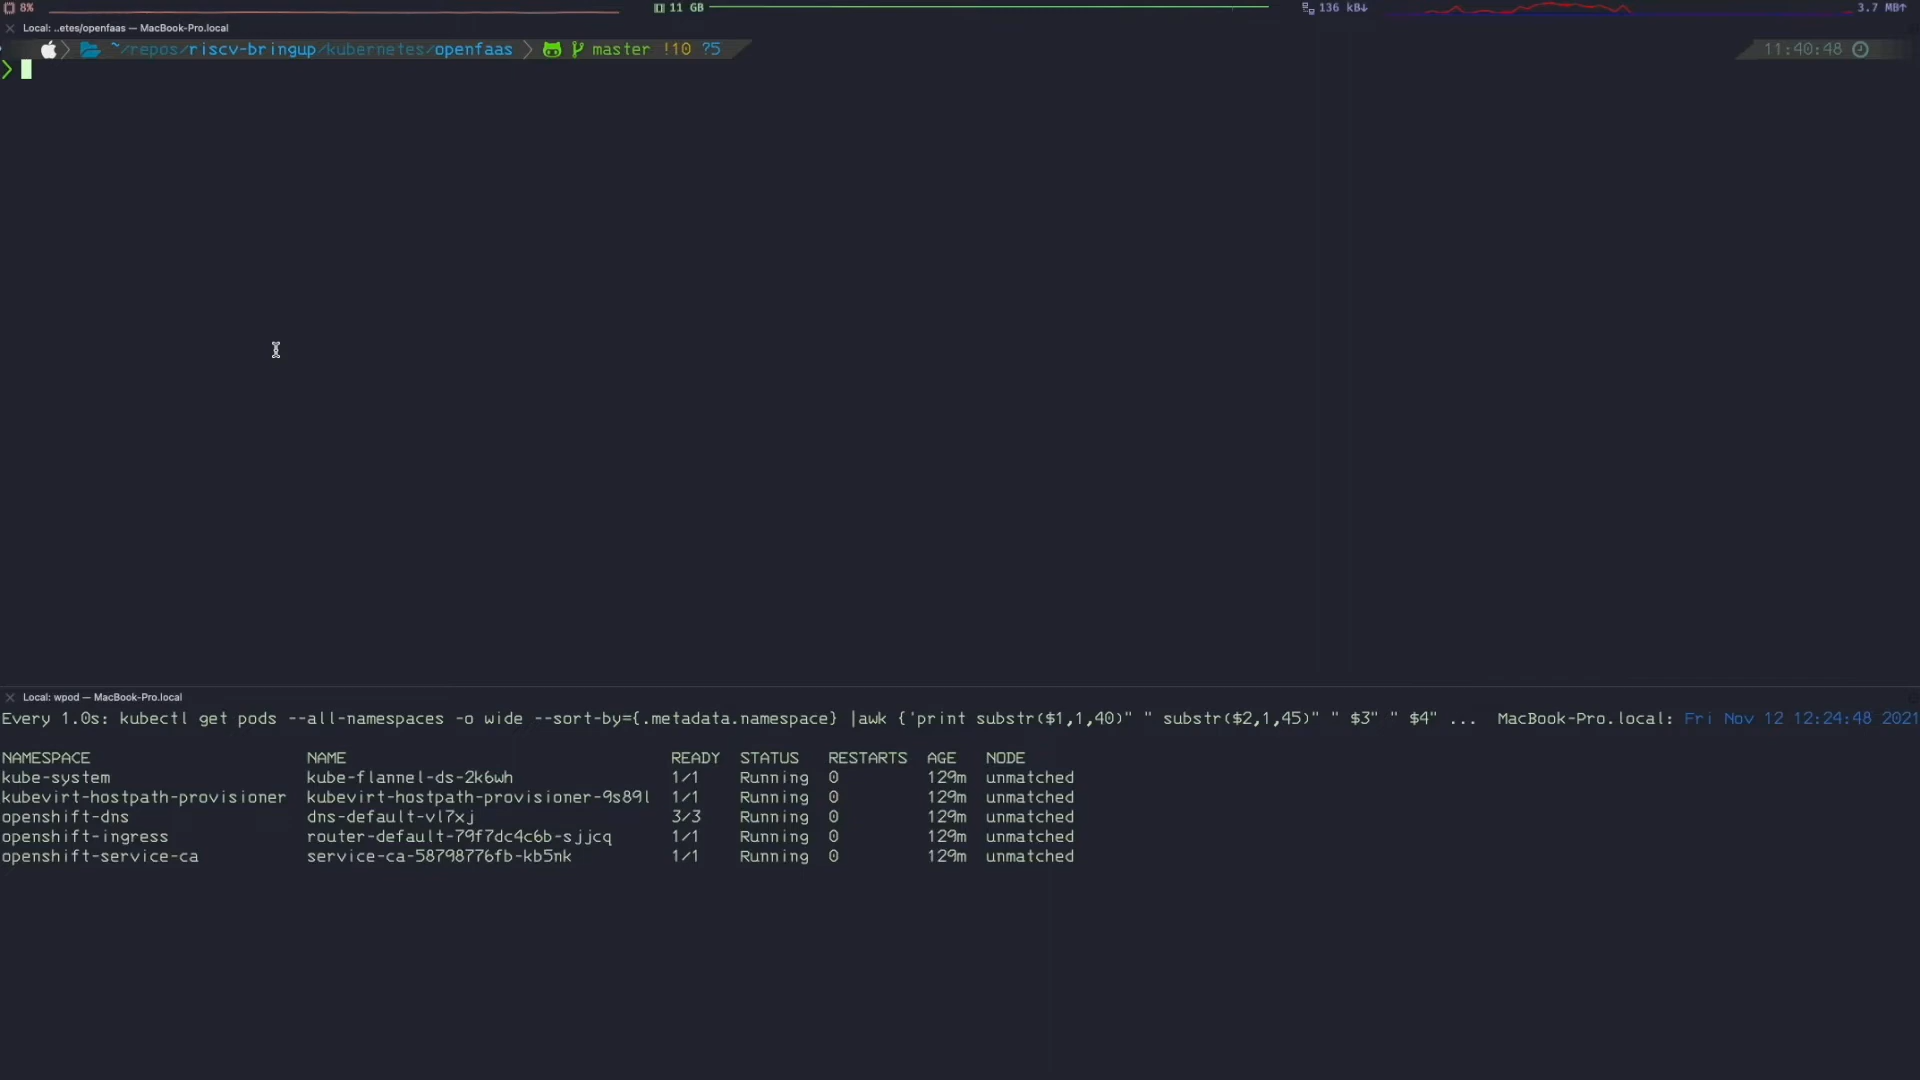 8%
11 GB
136 kB↓
3.7 MB↑
Local: ..etes/openfaas — MacBook-Pro.local
~/repos/riscv-bringup/kubernetes/openfaas master !10 ?5 11:40:48
Local: wpod — MacBook-Pro.local
Every 1.0s: kubectl get pods --all-namespaces -o wide --sort-by={.metadata.namespace} |awk {'print substr($1,1,40)" " substr($2,1,45)" " $3" " $4" ... MacBook-Pro.local: Fri Nov 12 12:24:48 2021
NAMESPACE NAME READY STATUS RESTARTS AGE NODE
kube-system kube-flannel-ds-2k6wh 1/1 Running 0 129m unmatched
kubevirt-hostpath-provisioner kubevirt-hostpath-provisioner-9s89l 1/1 Running 0 129m unmatched
openshift-dns dns-default-vl7xj 3/3 Running 0 129m unmatched
openshift-ingress router-default-79f7dc4c6b-sjjcq 1/1 Running 0 129m unmatched
openshift-service-ca service-ca-58798776fb-kb5nk 1/1 Running 0 129m unmatched